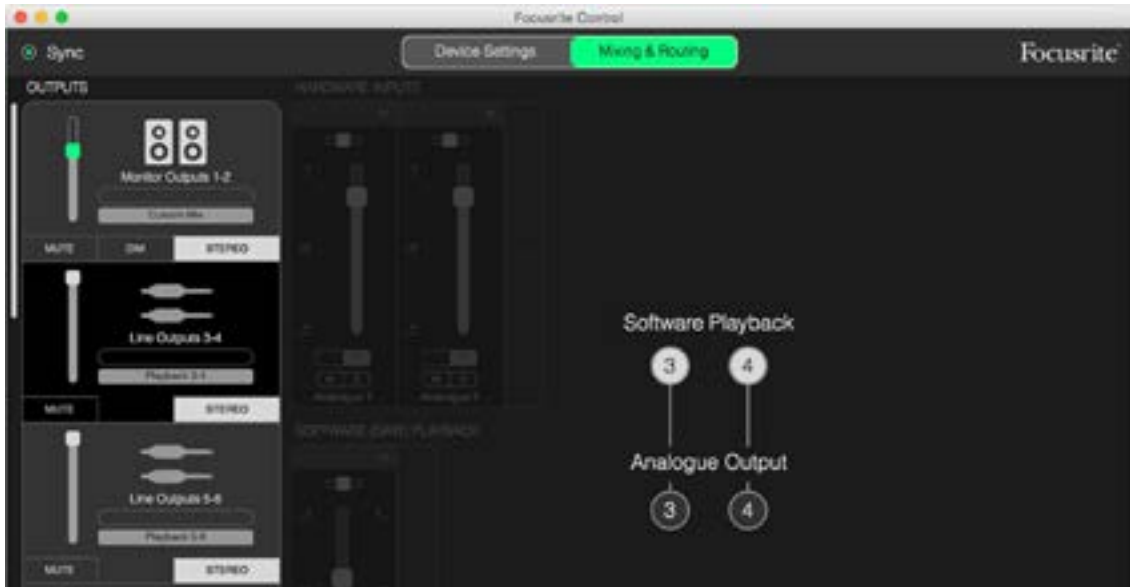 Focusrite Control
Sync
Device Settings
Mixing & Routing
Focusrite
OUTPUTS
HARDWARE INPUTS
Monitor Outputs 1-2
Custom Mix
MUTE
DIM
STEREO
Line Outputs 3-4
Playback 3-4
MUTE
STEREO
Line Outputs 5-6
Playback 5-6
MUTE
STEREO
SOFTWARE (DAW) PLAYBACK
Software Playback
3 4
Analogue Output
3 4